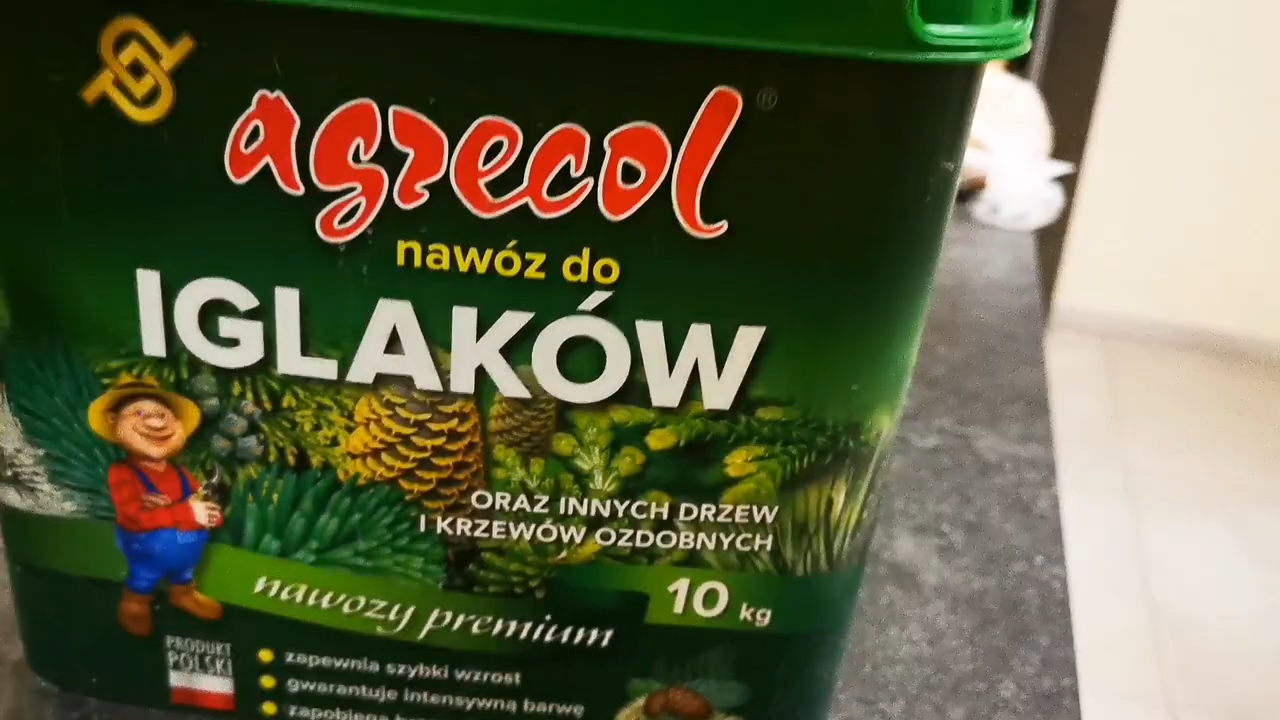 agrecol®
nawóz do
IGLAKÓW
ORAZ INNYCH DRZEW
I KRZEWÓW OZDOBNYCH
10 kg
nawozy premium
PRODUKT
POLSKI
zapewnia szybki wzrost
gwarantuje intensywną barwę
zapobiega